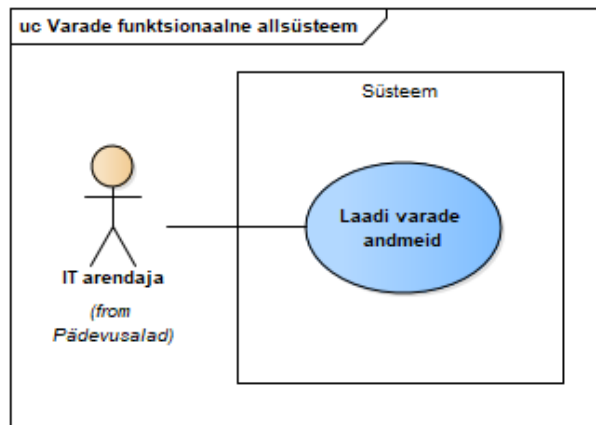 uc Varade funktsionaalne allsüsteem
Süsteem
Laadi varade
andmeid
IT arendaja
(from
Pädevusalad)